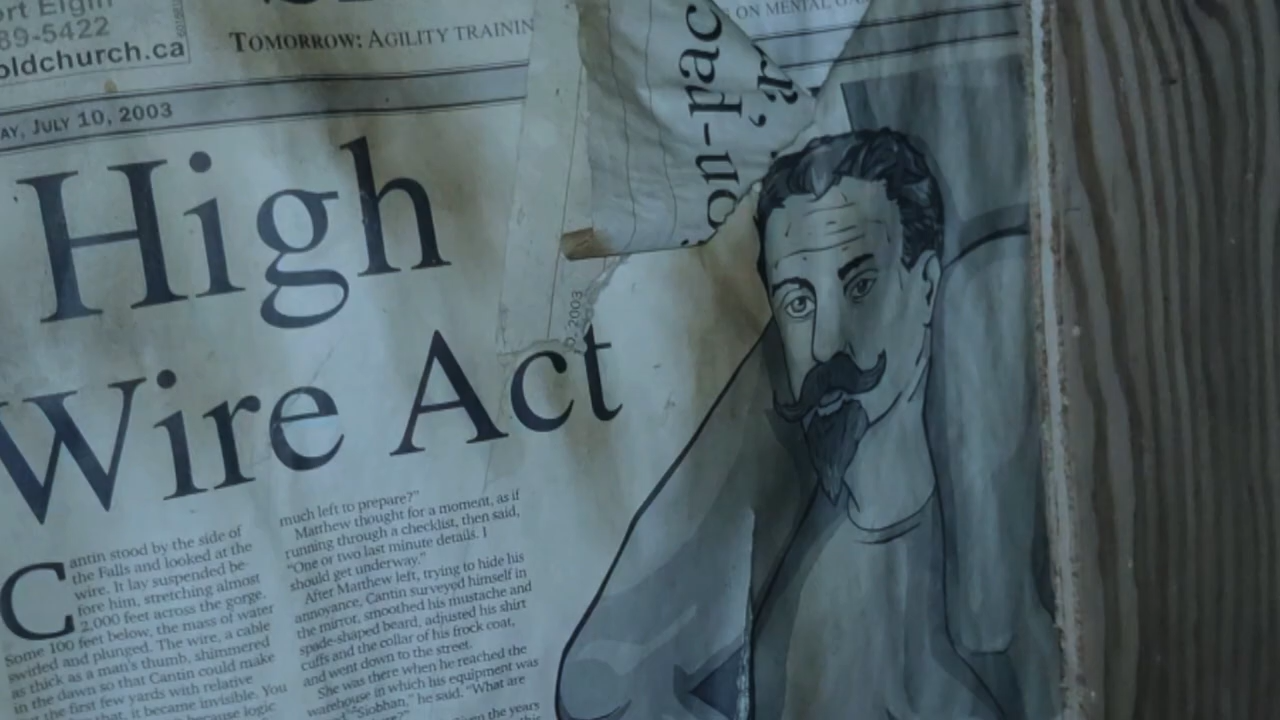 ort Elgin
89-5422
oldchurch.ca
TOMORROW: AGILITY TRAININ
ON MENTAL
AY, JULY 10, 2003
on-pac
High
Wire Act
2003
Cantin stood by the side of
the Falls and looked at the
wire. It lay suspended be-
fore him, stretching almost
2,000 feet across the gorge.
Some 100 feet below, the mass of water
swirled and plunged. The wire, a cable
as thick as a man's thumb, shimmered
in the dawn so that Cantin could make
the first few yards with relative
that, it became invisible. You
because logic
much left to prepare?"
Matthew thought for a moment, as if
running through a checklist, then said,
"One or two last minute details. I
should get underway."
After Matthew left, trying to hide his
annoyance, Cantin surveyed himself in
the mirror, smoothed his mustache and
spade-shaped beard, adjusted his shirt
cuffs and the collar of his frock coat,
and went down to the street.
She was there when he reached the
warehouse in which his equipment was
"Siobhan," he said. "What are
the years